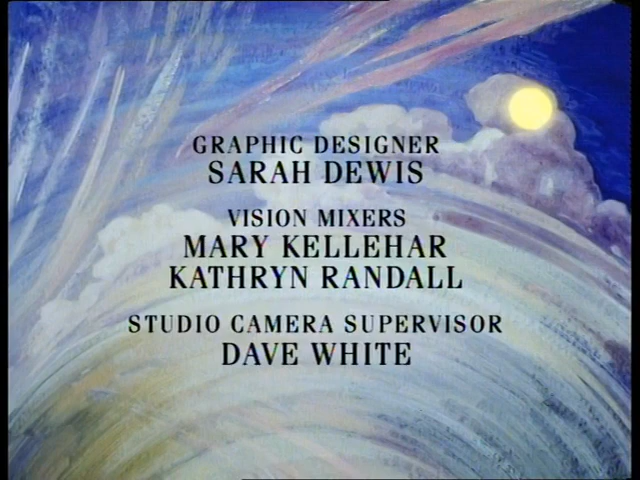 GRAPHIC DESIGNER
SARAH DEWIS
VISION MIXERS
MARY KELLEHAR
KATHRYN RANDALL
STUDIO CAMERA SUPERVISOR
DAVE WHITE